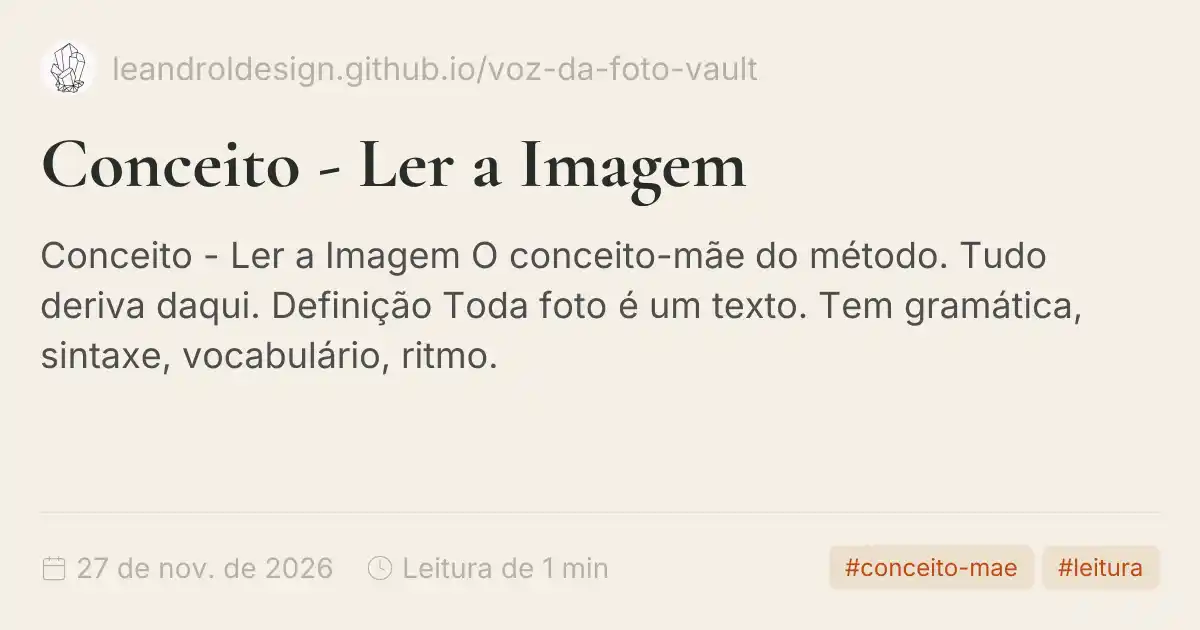 leandroldesign.github.io/voz-da-foto-vault
Conceito - Ler a Imagem
Conceito - Ler a Imagem O conceito-mãe do método. Tudo
deriva daqui. Definição Toda foto é um texto. Tem gramática,
sintaxe, vocabulário, ritmo.
27 de nov. de 2026 Leitura de 1 min #conceito-mae #leitura